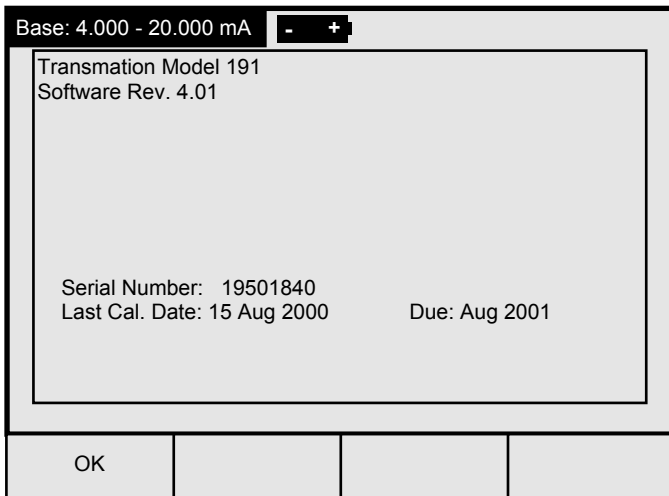 Base: 4.000 - 20.000 mA - +
Transmation Model 191
Software Rev. 4.01
Serial Number: 19501840
Last Cal. Date: 15 Aug 2000 Due: Aug 2001
OK